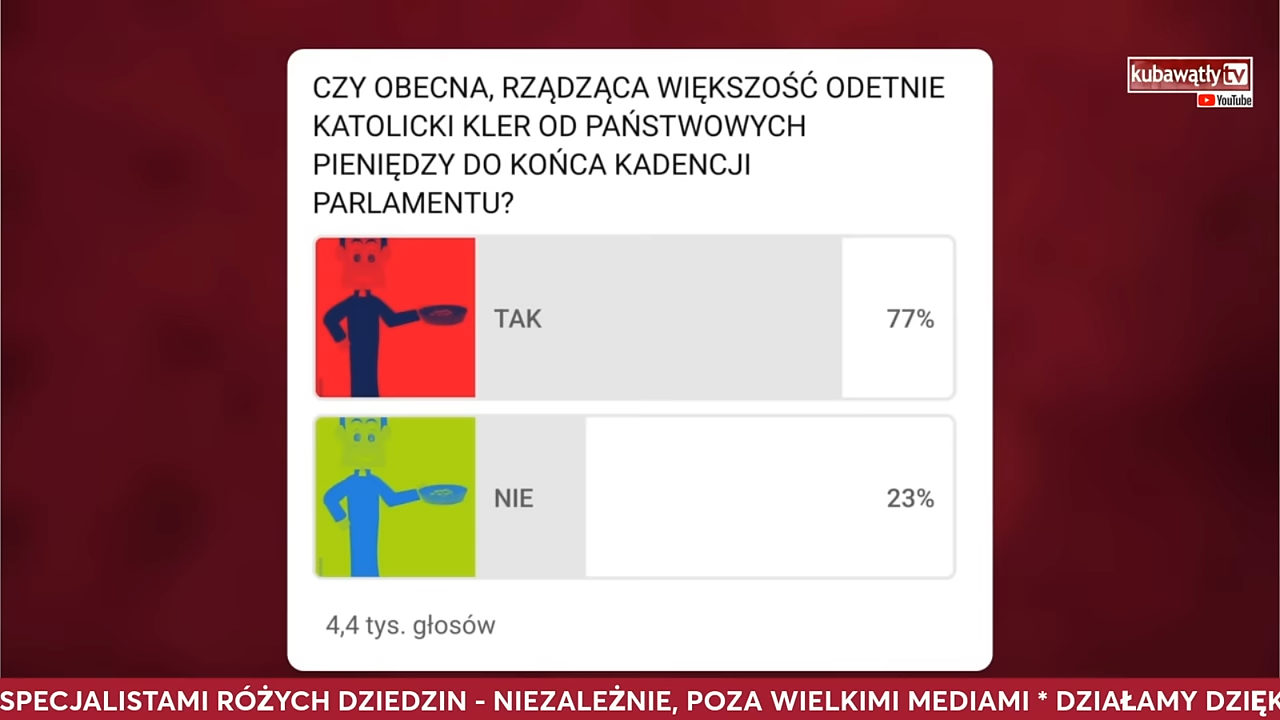 kubawątły tv
YouTube
CZY OBECNA, RZĄDZĄCA WIĘKSZOŚĆ ODETNIE
KATOLICKI KLER OD PAŃSTWOWYCH
PIENIĘDZY DO KOŃCA KADENCJI
PARLAMENTU?
TAK 77%
NIE 23%
4,4 tys. głosów
SPECJALISTAMI RÓŻYCH DZIEDZIN - NIEZALEŻNIE, POZA WIELKIMI MEDIAMI * DZIAŁAMY DZIĘK